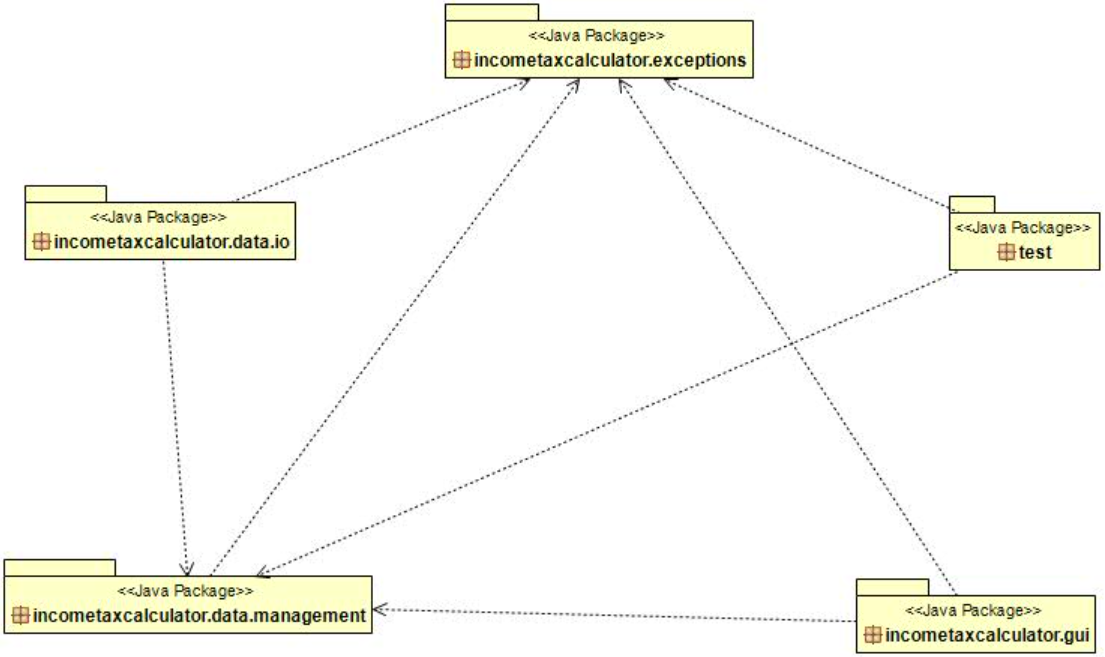 <<Java Package>>
incometaxcalculator.exceptions
<<Java Package>>
incometaxcalculator.data.io
<<Java Package>>
test
<<Java Package>>
incometaxcalculator.data.management
<<Java Package>>
incometaxcalculator.gui